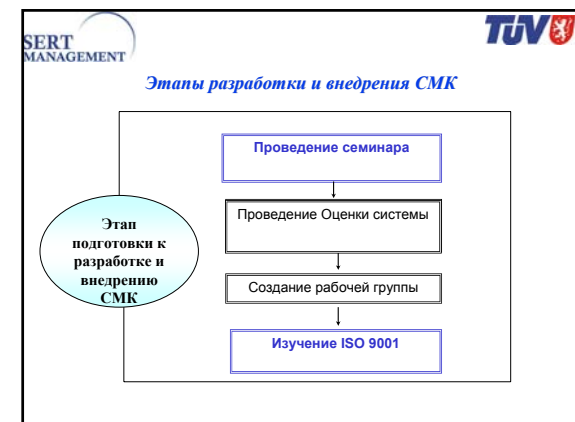 SERT
MANAGEMENT
TÜV
Этапы разработки и внедрения СМК
Проведение семинара
Проведение Оценки системы
Создание рабочей группы
Изучение ISO 9001
Этап
подготовки к
разработке и
внедрению
СМК